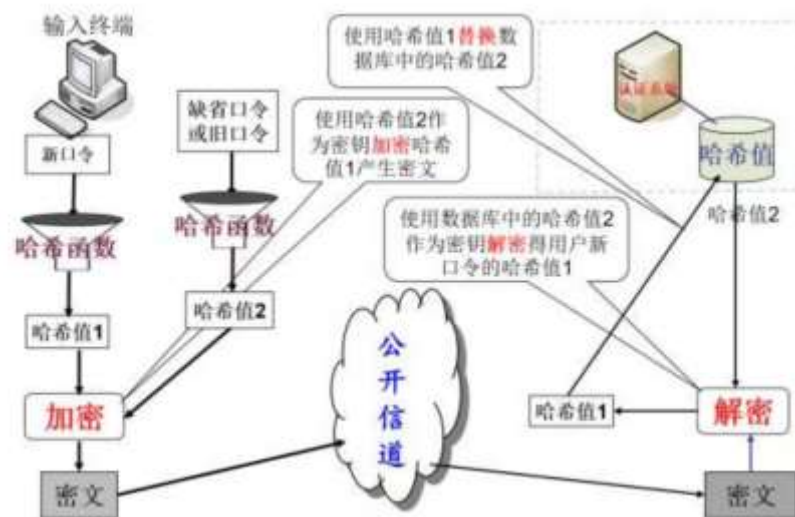 输入终端
新口令
哈希函数
哈希值1
加密
密文
缺省口令
或旧口令
哈希函数
哈希值2
使用哈希值2作
为密钥加密哈希
值1产生密文
公开信道
使用哈希值1替换数
据库中的哈希值2
认证系统
哈希值
哈希值2
使用数据库中的哈希值2
作为密钥解密得用户新
口令的哈希值1
哈希值1
解密
密文